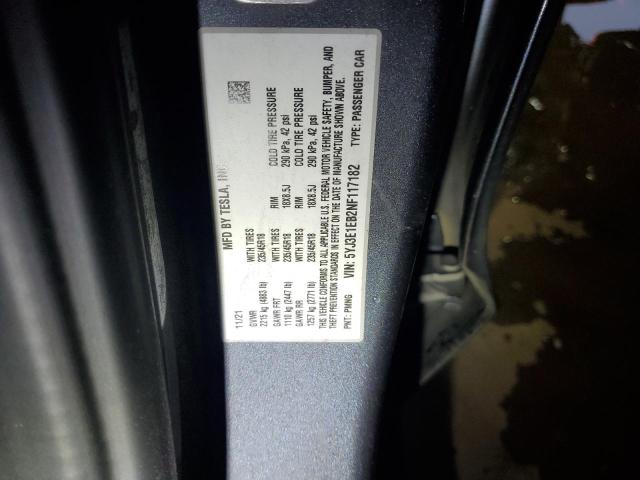 MFD BY TESLA, INC
11/21
GVWR WITH TIRES RIM COLD TIRE PRESSURE
2215 kg (4883 lb) 235/45R18 18X8.5J 290 kPa, 42 psi
GAWR FRT WITH TIRES RIM COLD TIRE PRESSURE
1110 kg (2447 lb) 235/45R18 18X8.5J 290 kPa, 42 psi
GAWR RR
1257 kg (2771 lb) 235/45R18 18X8.5J
THIS VEHICLE CONFORMS TO ALL APPLICABLE U.S. FEDERAL MOTOR VEHICLE SAFETY, BUMPER, AND
THEFT PREVENTION STANDARDS IN EFFECT ON THE DATE OF MANUFACTURE SHOWN ABOVE.
VIN: 5YJ3E1EB2NF117182
PNT: PMNG TYPE: PASSENGER CAR